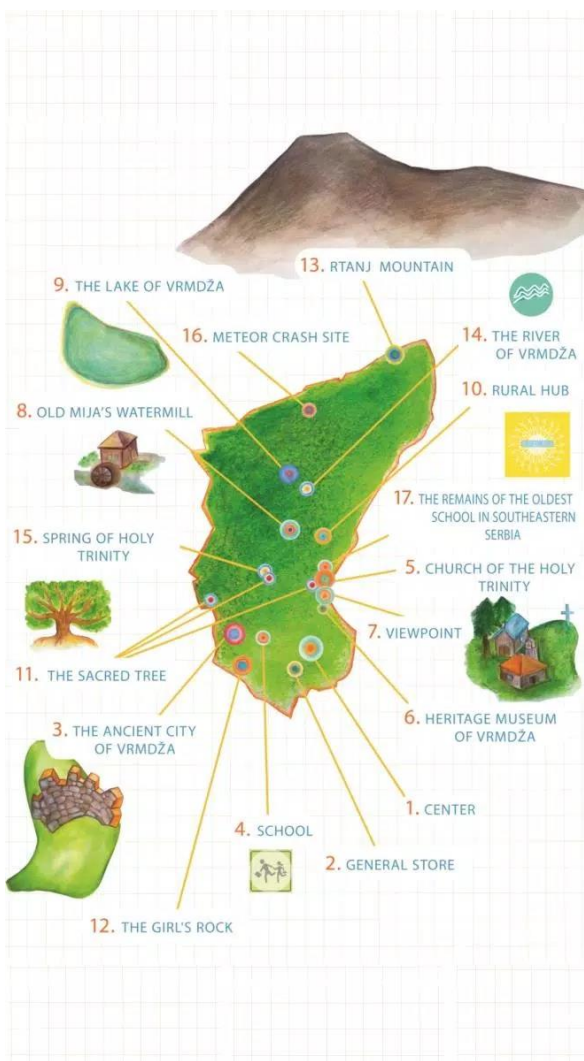 13. RTANJ MOUNTAIN
9. THE LAKE OF VRMDŽA
16. METEOR CRASH SITE
14. THE RIVER
OF VRMDŽA
10. RURAL HUB
8. OLD MIJA'S WATERMILL
17. THE REMAINS OF THE OLDEST
SCHOOL IN SOUTHEASTERN
SERBIA
15. SPRING OF HOLY
TRINITY
5. CHURCH OF THE HOLY
TRINITY
7. VIEWPOINT
11. THE SACRED TREE
6. HERITAGE MUSEUM
OF VRMDŽA
3. THE ANCIENT CITY
OF VRMDŽA
1. CENTER
4. SCHOOL
2. GENERAL STORE
12. THE GIRL'S ROCK